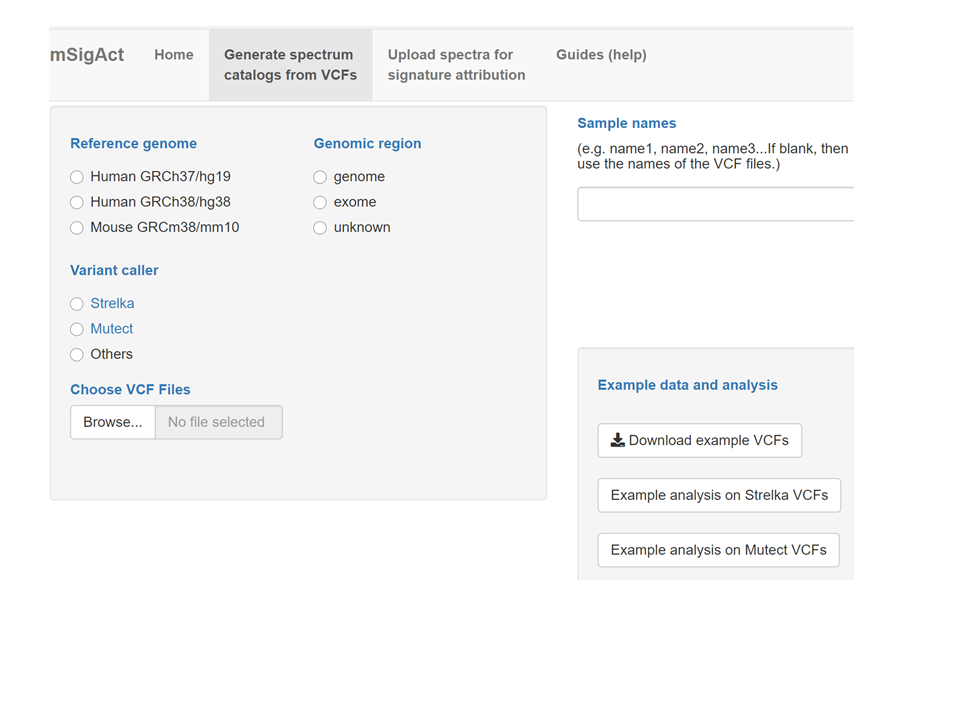 mSigAct
Home
Generate spectrum
catalogs from VCFs
Upload spectra for
signature attribution
Guides (help)
Reference genome
Human GRCh37/hg19
Human GRCh38/hg38
Mouse GRCm38/mm10
Genomic region
genome
exome
unknown
Variant caller
Strelka
Mutect
Others
Choose VCF Files
Browse...
No file selected
Sample names
(e.g. name1, name2, name3...If blank, then
use the names of the VCF files.)
Example data and analysis
Download example VCFs
Example analysis on Strelka VCFs
Example analysis on Mutect VCFs